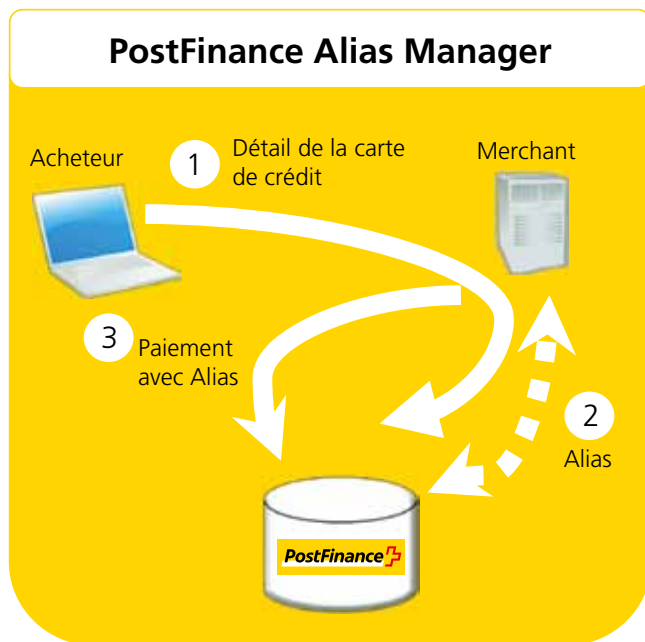 PostFinance Alias Manager
Acheteur
1
Détail de la carte
de crédit
Merchant
3
Paiement
avec Alias
2
Alias
PostFinance